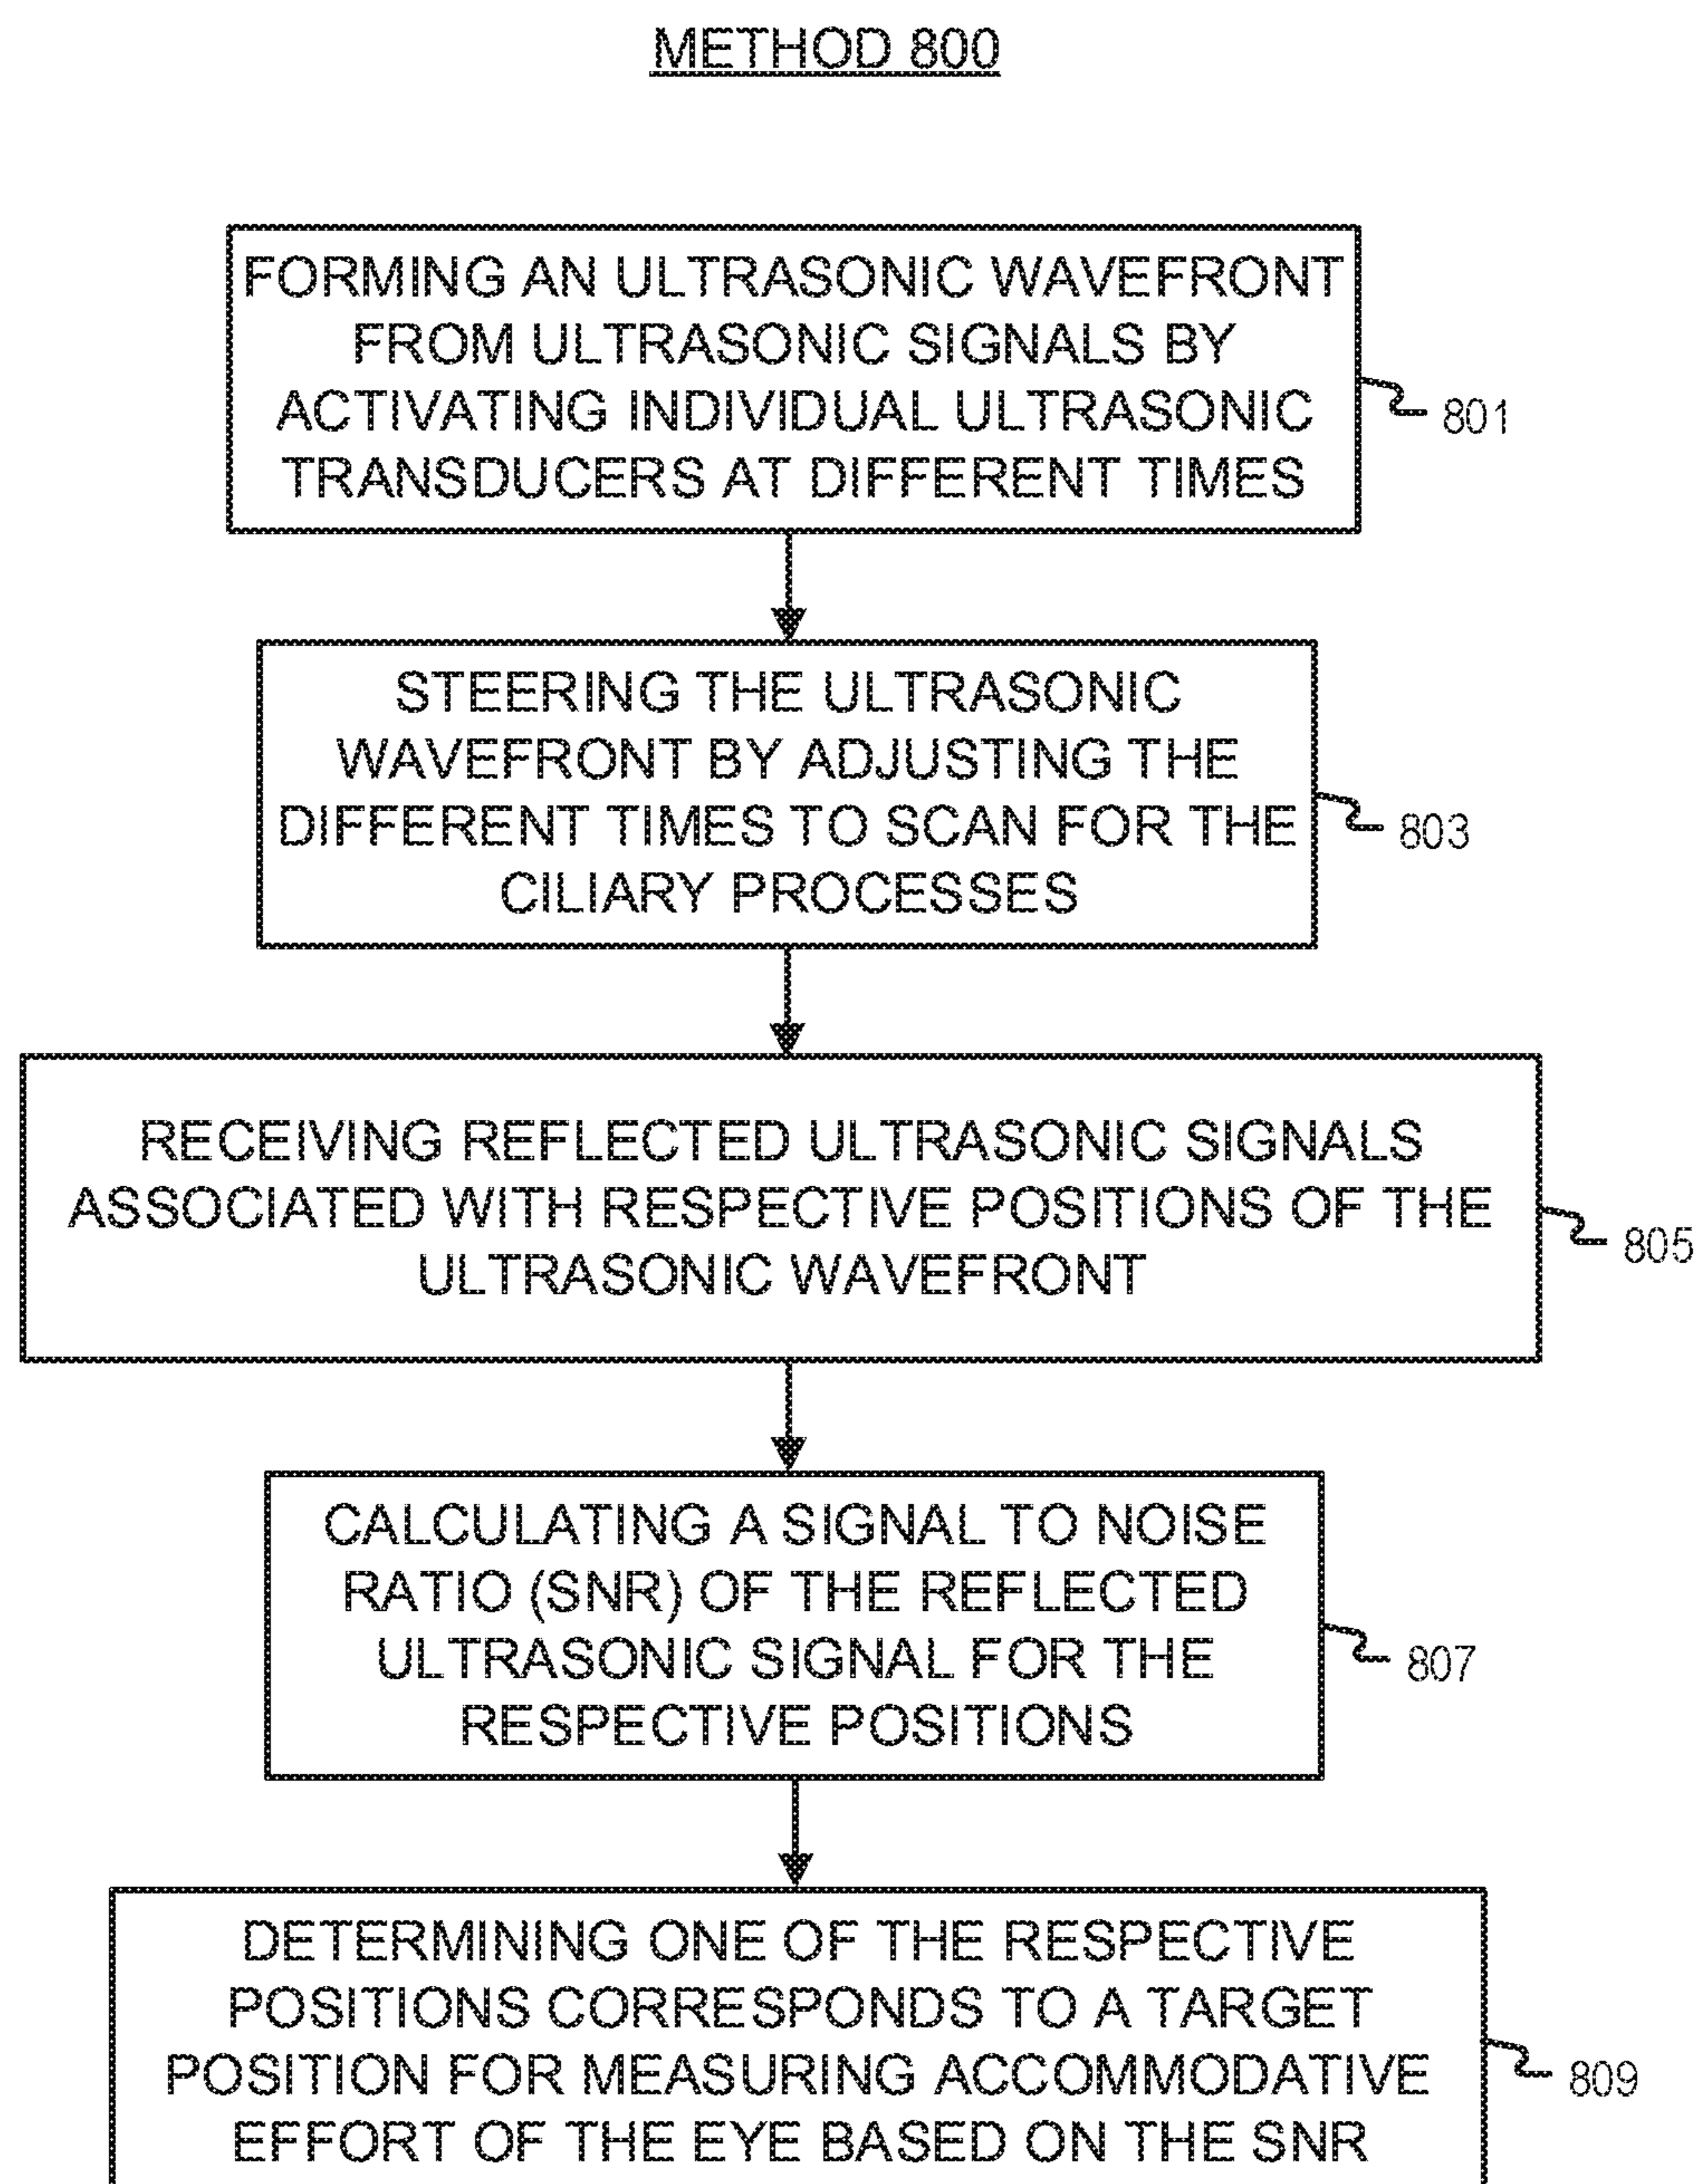 METHOD 800
FORMING AN ULTRASONIC WAVEFRONT
FROM ULTRASONIC SIGNALS BY
ACTIVATING INDIVIDUAL ULTRASONIC
TRANSDUCERS AT DIFFERENT TIMES
801
STEERING THE ULTRASONIC
WAVEFRONT BY ADJUSTING THE
DIFFERENT TIMES TO SCAN FOR THE
CILIARY PROCESSES
803
RECEIVING REFLECTED ULTRASONIC SIGNALS
ASSOCIATED WITH RESPECTIVE POSITIONS OF THE
ULTRASONIC WAVEFRONT
805
CALCULATING A SIGNAL TO NOISE
RATIO (SNR) OF THE REFLECTED
ULTRASONIC SIGNAL FOR THE
RESPECTIVE POSITIONS
807
DETERMINING ONE OF THE RESPECTIVE
POSITIONS CORRESPONDS TO A TARGET
POSITION FOR MEASURING ACCOMMODATIVE
EFFORT OF THE EYE BASED ON THE SNR
809